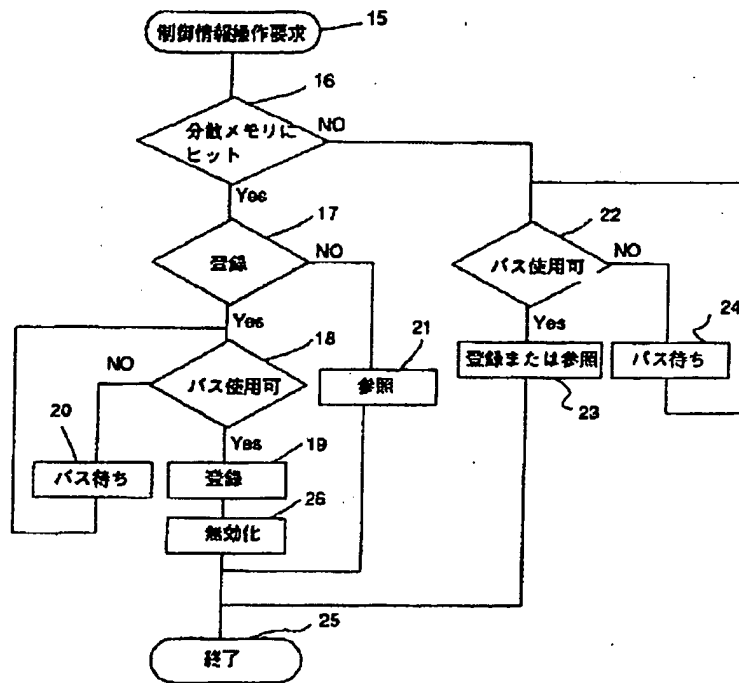 制御情報操作要求
15
16
分散メモリに
ヒット
NO
Yes
17
登録
NO
Yes
18
バス使用可
NO
Yes
20
バス待ち
19
登録
26
無効化
21
参照
22
バス使用可
NO
Yes
24
登録または参照
23
バス待ち
25
終了